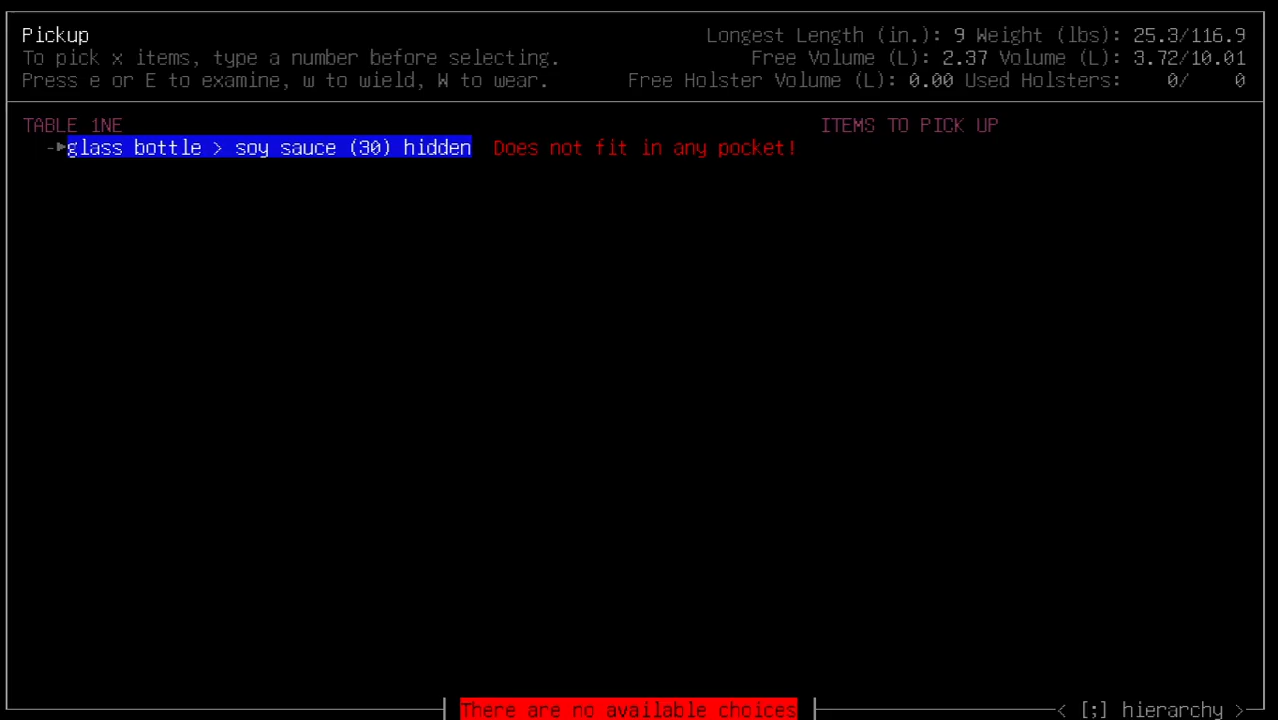 Pickup Longest Length (in.): 9 Weight (lbs): 25.3/116.9
To pick x items, type a number before selecting. Free Volume (L): 2.37 Volume (L): 3.72/10.01
Press e or E to examine, w to wield, W to wear. Free Holster Volume (L): 0.00 Used Holsters: 0/ 0
TABLE 1NE ITEMS TO PICK UP
-▶glass bottle > soy sauce (30) hidden Does not fit in any pocket!
There are no available choices < [;] hierarchy >